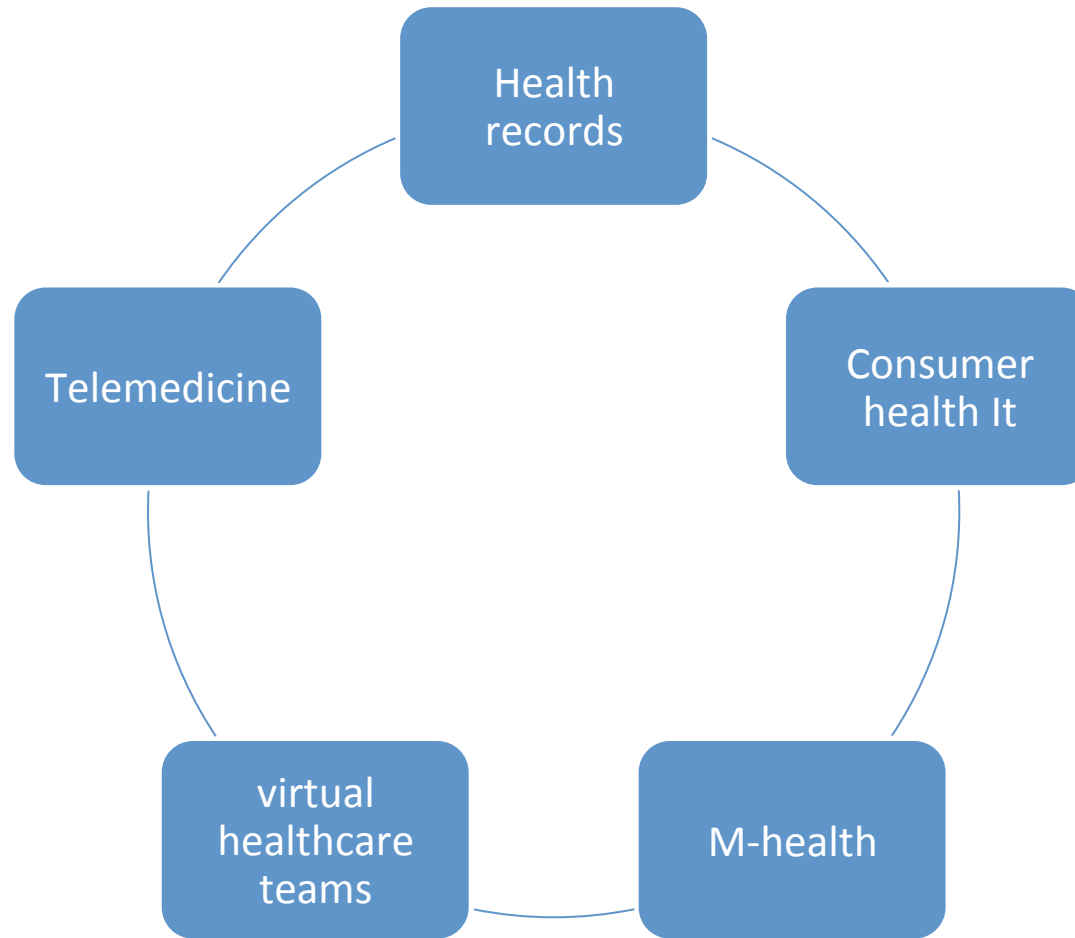 Health
records
Consumer
health It
M-health
virtual
healthcare
teams
Telemedicine